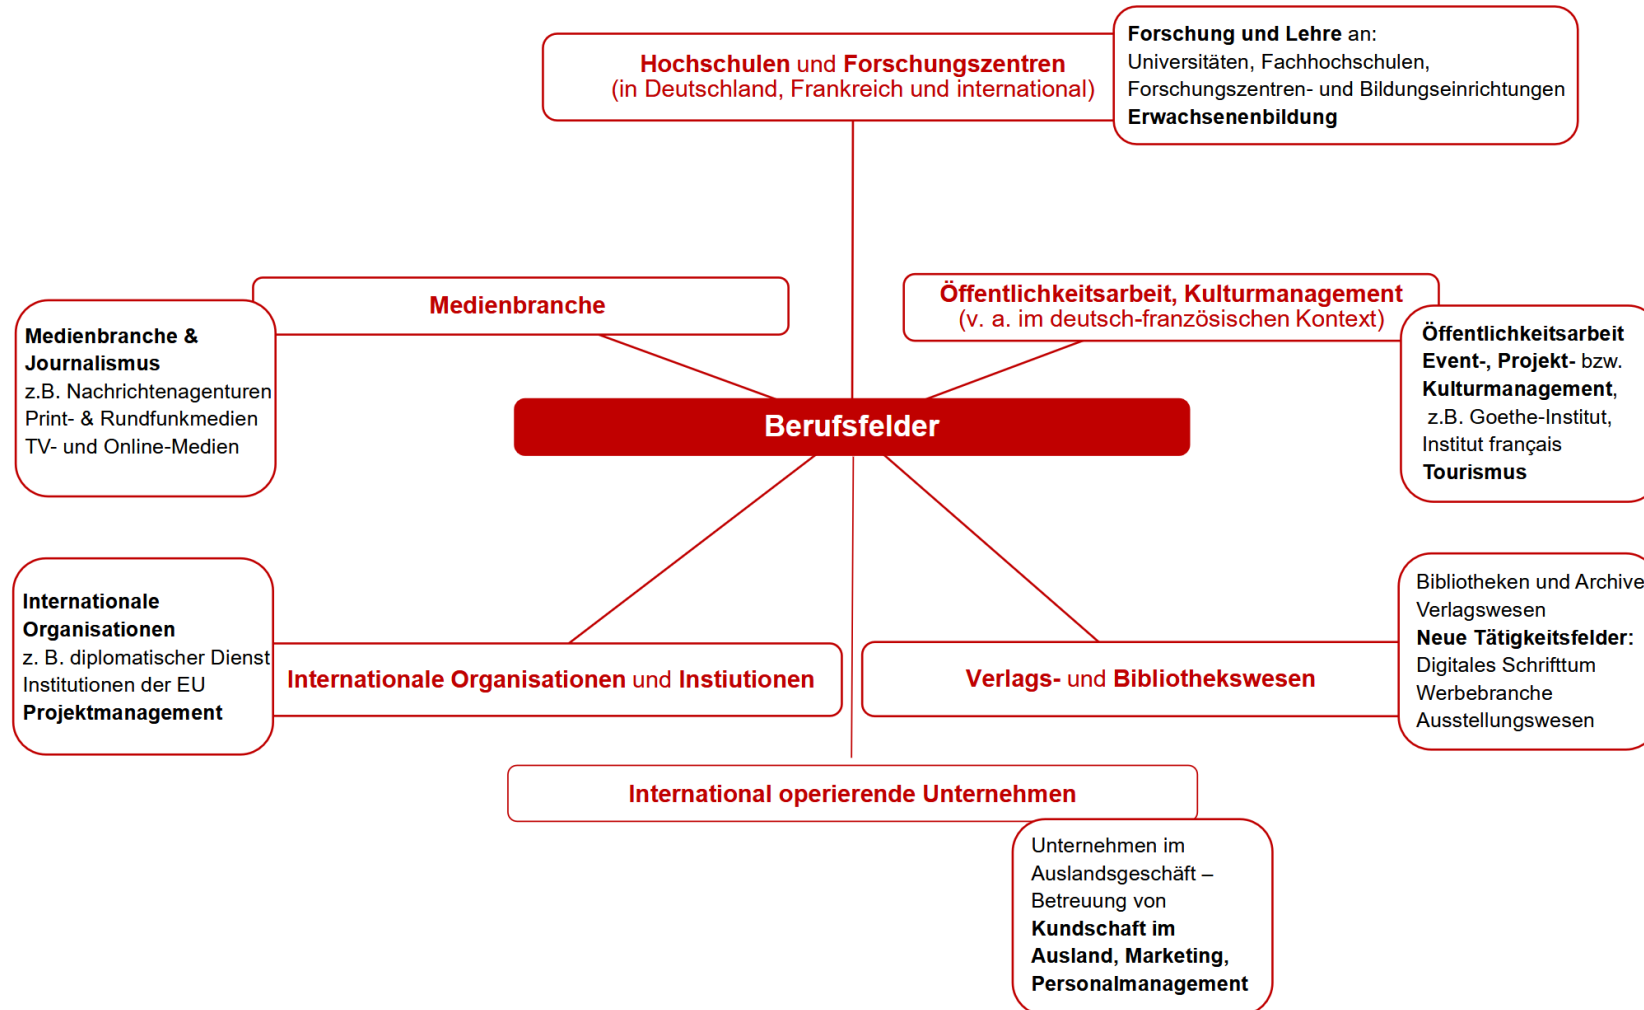 Hochschulen und Forschungszentren
(in Deutschland, Frankreich und international)
Forschung und Lehre an:
Universitäten, Fachhochschulen,
Forschungszentren- und Bildungseinrichtungen
Erwachsenenbildung
Medienbranche
Medienbranche &
Journalismus
z.B. Nachrichtenagenturen
Print- & Rundfunkmedien
TV- und Online-Medien
Öffentlichkeitsarbeit, Kulturmanagement
(v. a. im deutsch-französischen Kontext)
Öffentlichkeitsarbeit
Event-, Projekt- bzw.
Kulturmanagement,
z.B. Goethe-Institut,
Institut français
Tourismus
Berufsfelder
Internationale
Organisationen
z. B. diplomatischer Dienst
Institutionen der EU
Projektmanagement
Internationale Organisationen und Instiutionen
Verlags- und Bibliothekswesen
Bibliotheken und Archive
Verlagswesen
Neue Tätigkeitsfelder:
Digitales Schrifttum
Werbebranche
Ausstellungswesen
International operierende Unternehmen
Unternehmen im
Auslandsgeschäft –
Betreuung von
Kundschaft im
Ausland, Marketing,
Personalmanagement